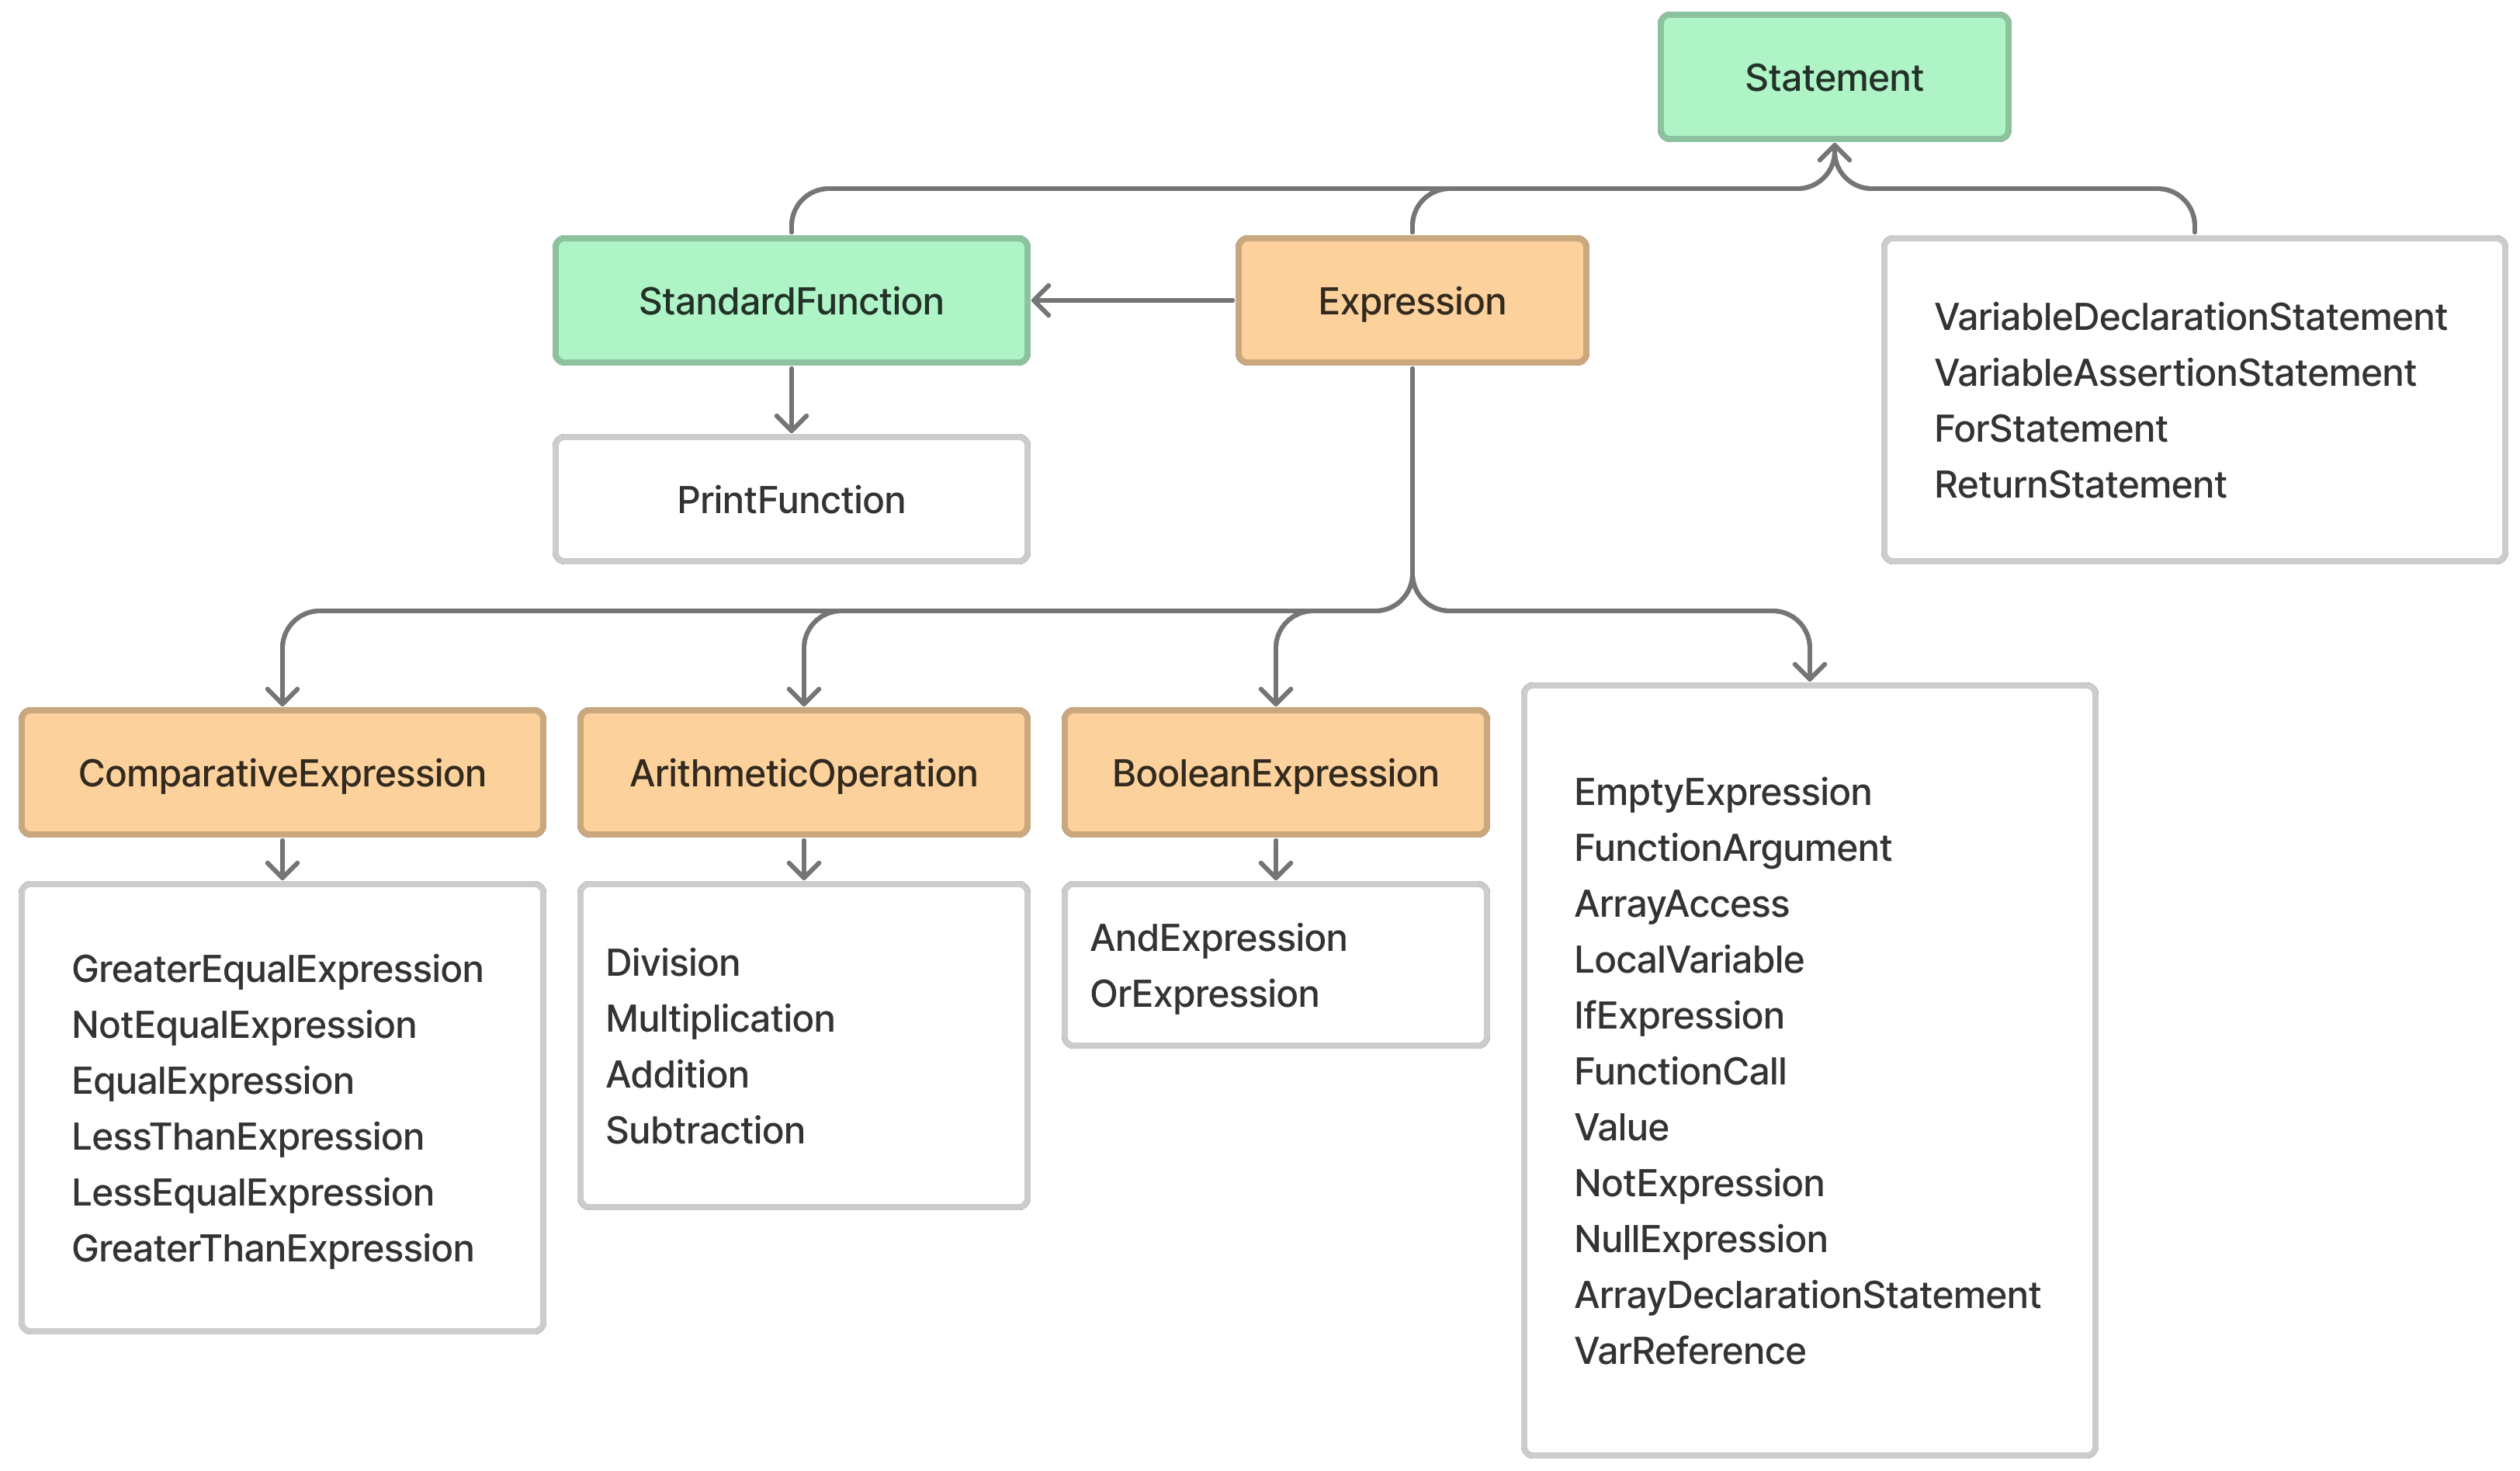 Statement
StandardFunction
Expression
VariableDeclarationStatement
VariableAssertionStatement
ForStatement
ReturnStatement
PrintFunction
ComparativeExpression
ArithmeticOperation
BooleanExpression
GreaterEqualExpression
NotEqualExpression
EqualExpression
LessThanExpression
LessEqualExpression
GreaterThanExpression
Division
Multiplication
Addition
Subtraction
AndExpression
OrExpression
EmptyExpression
FunctionArgument
ArrayAccess
LocalVariable
IfExpression
FunctionCall
Value
NotExpression
NullExpression
ArrayDeclarationStatement
VarReference